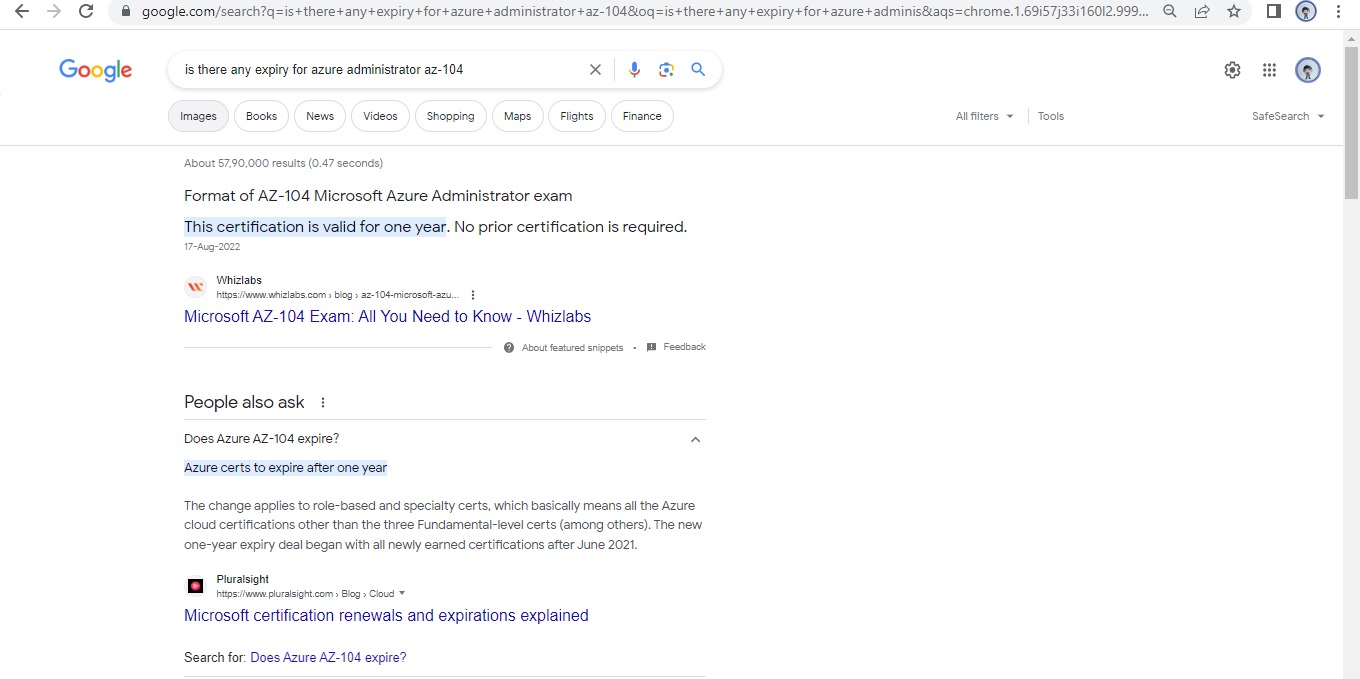 google.com/search?q=is+there+any+expiry+for+azure+administrator+az-104&oq=is+there+any+expiry+for+azure+adminis&aqs=chrome.1.69i57j33i160l2.999...
Google
is there any expiry for azure administrator az-104
Images Books News Videos Shopping Maps Flights Finance All filters Tools SafeSearch
About 57,90,000 results (0.47 seconds)
Format of AZ-104 Microsoft Azure Administrator exam
This certification is valid for one year. No prior certification is required.
17-Aug-2022
Whizlabs
https://www.whizlabs.com › blog › az-104-microsoft-azu...
Microsoft AZ-104 Exam: All You Need to Know - Whizlabs
About featured snippets • Feedback
People also ask
Does Azure AZ-104 expire?
Azure certs to expire after one year
The change applies to role-based and specialty certs, which basically means all the Azure
cloud certifications other than the three Fundamental-level certs (among others). The new
one-year expiry deal began with all newly earned certifications after June 2021.
Pluralsight
https://www.pluralsight.com › Blog › Cloud
Microsoft certification renewals and expirations explained
Search for: Does Azure AZ-104 expire?